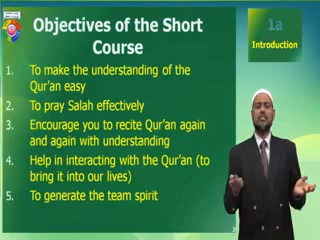 Objectives of the Short
Course
1. To make the understanding of the
Qur'an easy
2. To pray Salah effectively
3. Encourage you to recite Qur'an again
and again with understanding
4. Help in interacting with the Qur'an (to
bring it into our lives)
5. To generate the team spirit
1a
Introduction